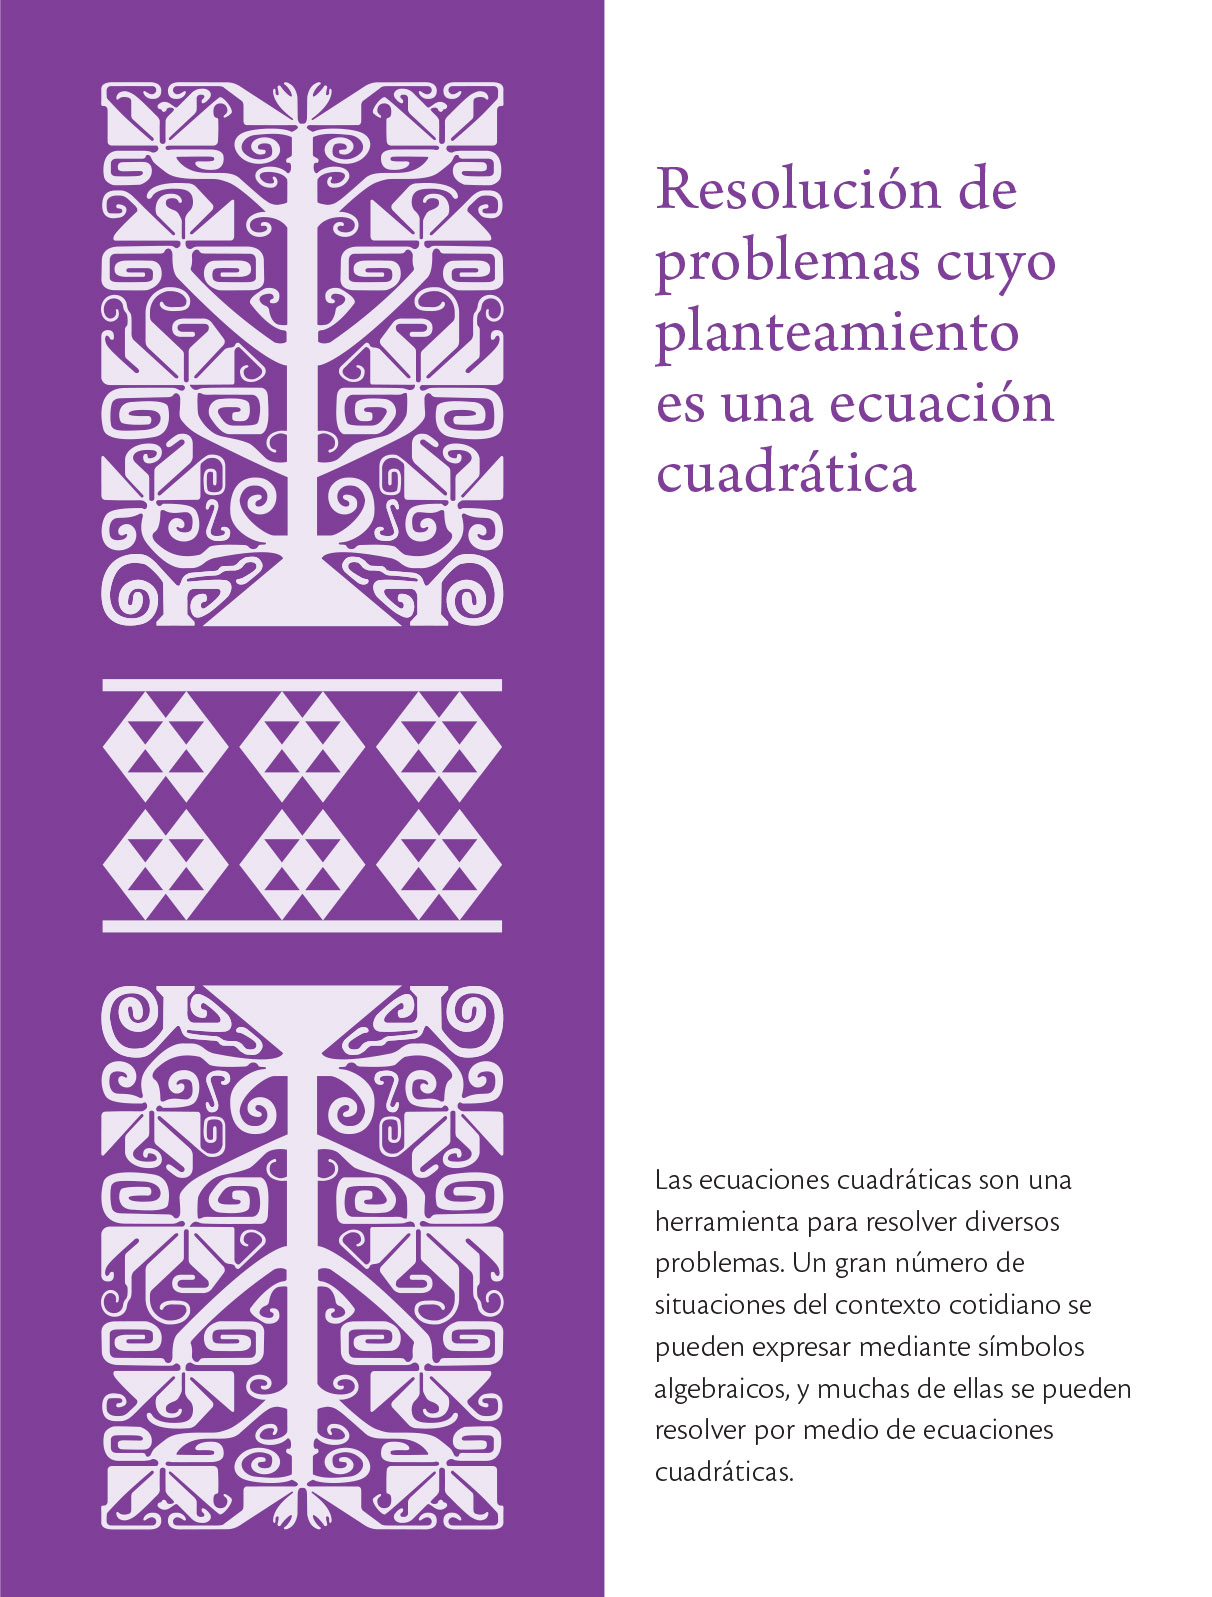 Resolución de
problemas cuyo
planteamiento
es una ecuación
cuadrática
Las ecuaciones cuadráticas son una
herramienta para resolver diversos
problemas. Un gran número de
situaciones del contexto cotidiano se
pueden expresar mediante símbolos
algebraicos, y muchas de ellas se pueden
resolver por medio de ecuaciones
cuadráticas.